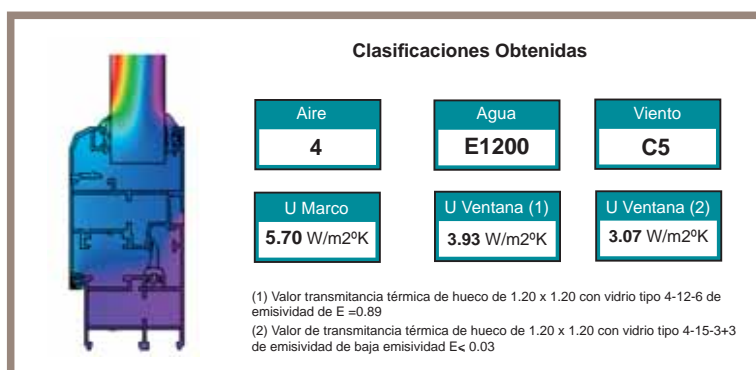 Clasificaciones Obtenidas
Aire
4
Agua
E1200
Viento
C5
U Marco
5.70 W/m2ºK
U Ventana (1)
3.93 W/m2ºK
U Ventana (2)
3.07 W/m2ºK
(1) Valor transmitancia térmica de hueco de 1.20 x 1.20 con vidrio tipo 4-12-6 de
emisividad de E =0.89
(2) Valor de transmitancia térmica de hueco de 1.20 x 1.20 con vidrio tipo 4-15-3+3
de emisividad de baja emisividad E⩽ 0.03